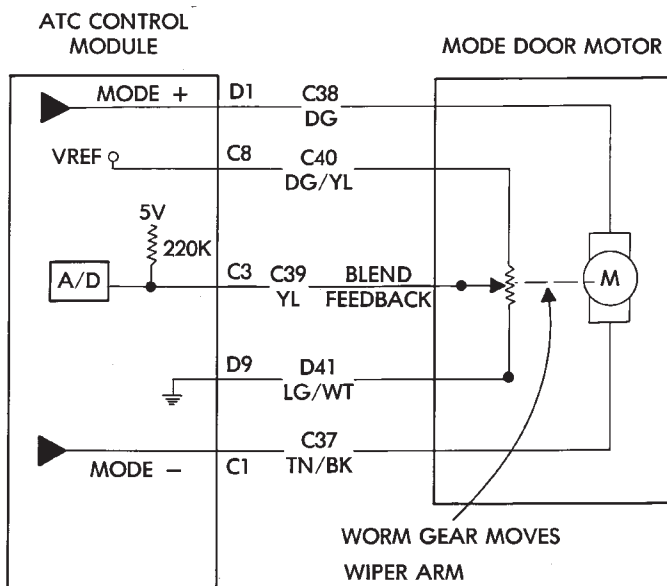 ATC CONTROL
MODULE
MODE DOOR MOTOR
MODE +
D1
C38
DG
VREF
C8
C40
DG/YL
5V
220K
A/D
C3
C39
YL
BLEND
FEEDBACK
M
D9
D41
LG/WT
MODE –
C1
C37
TN/BK
WORM GEAR MOVES
WIPER ARM